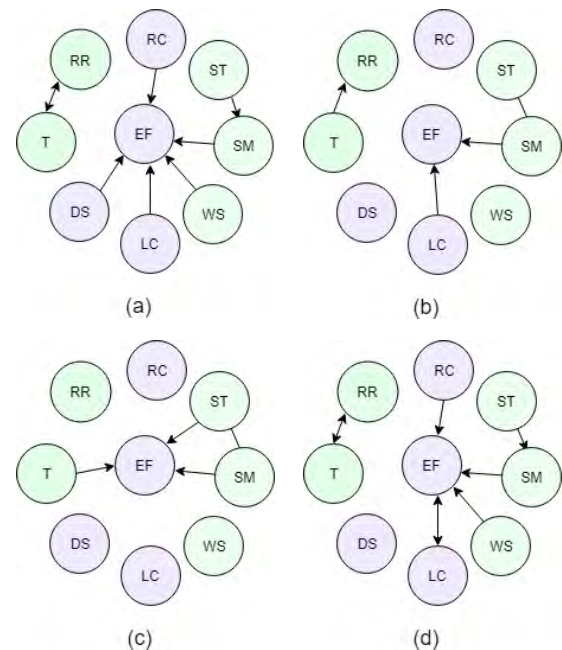 RC
RR
ST
T
EF
SM
DS
WS
LC
(a)
RC
RR
ST
T
EF
SM
DS
WS
LC
(b)
RC
RR
ST
T
EF
SM
DS
WS
LC
(c)
RC
RR
ST
T
EF
SM
DS
WS
LC
(d)